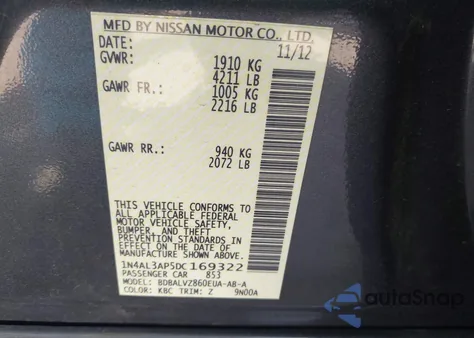 MFD BY NISSAN MOTOR CO., LTD.
DATE: 11/12
GVWR: 1910 KG
4211 LB
GAWR FR.: 1005 KG
2216 LB
GAWR RR.: 940 KG
2072 LB
THIS VEHICLE CONFORMS TO ALL
APPLICABLE FEDERAL
MOTOR VEHICLE SAFETY,
BUMPER, AND THEFT
PREVENTION STANDARDS IN
EFFECT ON THE DATE OF
MANUFACTURE SHOWN ABOVE.
1N4AL3AP5DC169322
PASSENGER CAR 853
MODEL: BDBALVZ860EUA-AB-A
COLOR: KBC TRIM: Z 9N00A
autoSnap